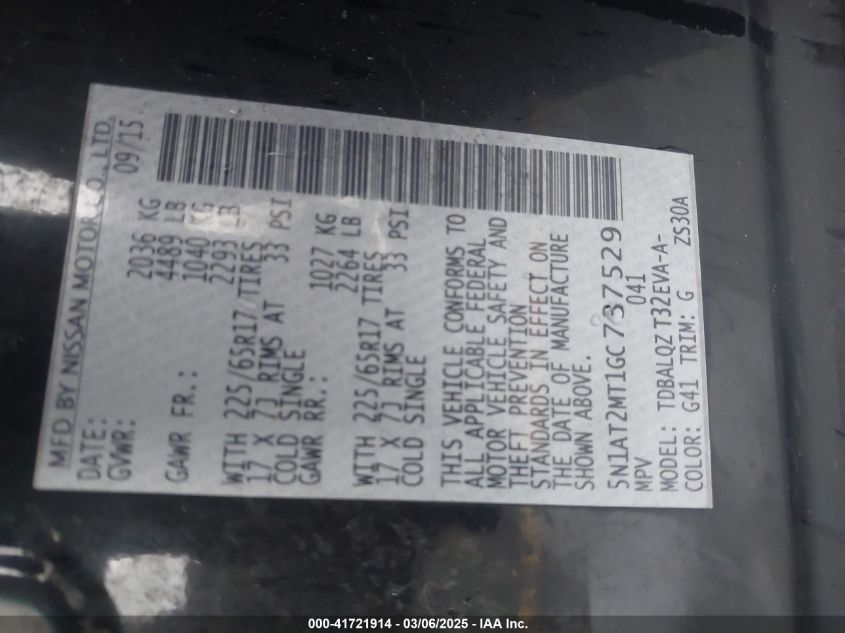 MFD BY NISSAN MOTOR CO., LTD.
DATE: 09/15
GVWR: 2036 KG
4489 LB
GAWR FR.: 1040 KG
2293 LB
WITH 225/65R17 TIRES
17 X 7J RIMS AT 33 PSI
COLD SINGLE
GAWR RR.: 1027 KG
2264 LB
WITH 225/65R17 TIRES
17 X 7J RIMS AT 33 PSI
COLD SINGLE
THIS VEHICLE CONFORMS TO
ALL APPLICABLE FEDERAL
MOTOR VEHICLE SAFETY AND
THEFT PREVENTION
STANDARDS IN EFFECT ON
THE DATE OF MANUFACTURE
SHOWN ABOVE.
5N1AT2MT1GC737529
MPV 041
MODEL: TDBALQZ T32EVA-A-
COLOR: G41 TRIM: G ZS30A
000-41721914 - 03/06/2025 - IAA Inc.